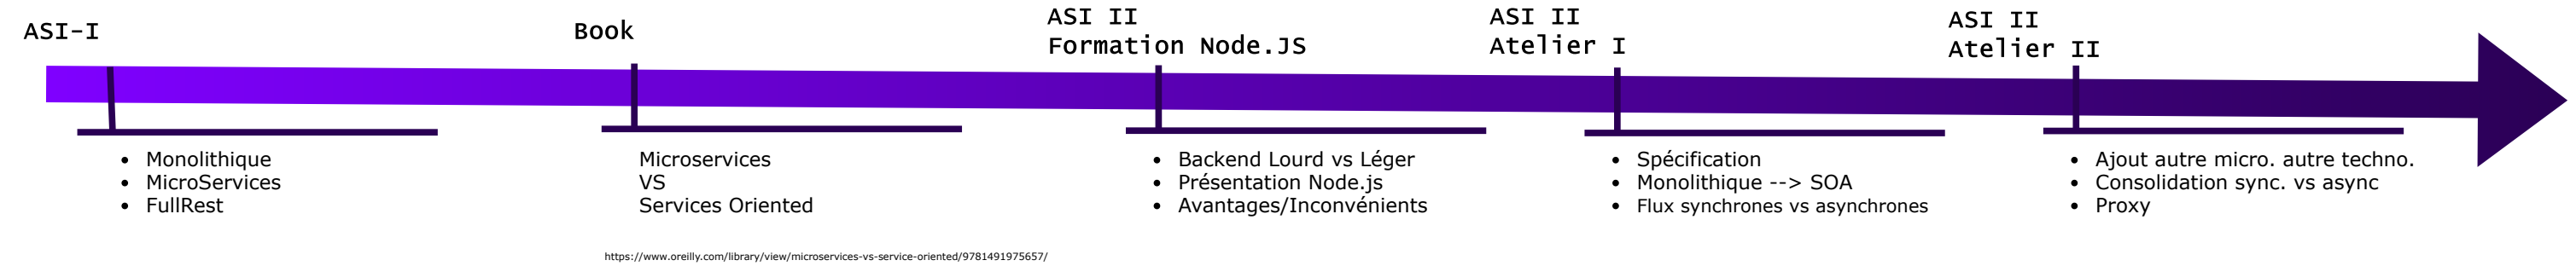 ASI-I
Book
ASI II
Formation Node.JS
ASI II
Atelier I
ASI II
Atelier II
• Monolithique
• MicroServices
• FullRest
Microservices
VS
Services Oriented
• Backend Lourd vs Léger
• Présentation Node.js
• Avantages/Inconvénients
• Spécification
• Monolithique --> SOA
• Flux synchrones vs asynchrones
• Ajout autre micro. autre techno.
• Consolidation sync. vs async
• Proxy
https://www.oreilly.com/library/view/microservices-vs-service-oriented/9781491975657/